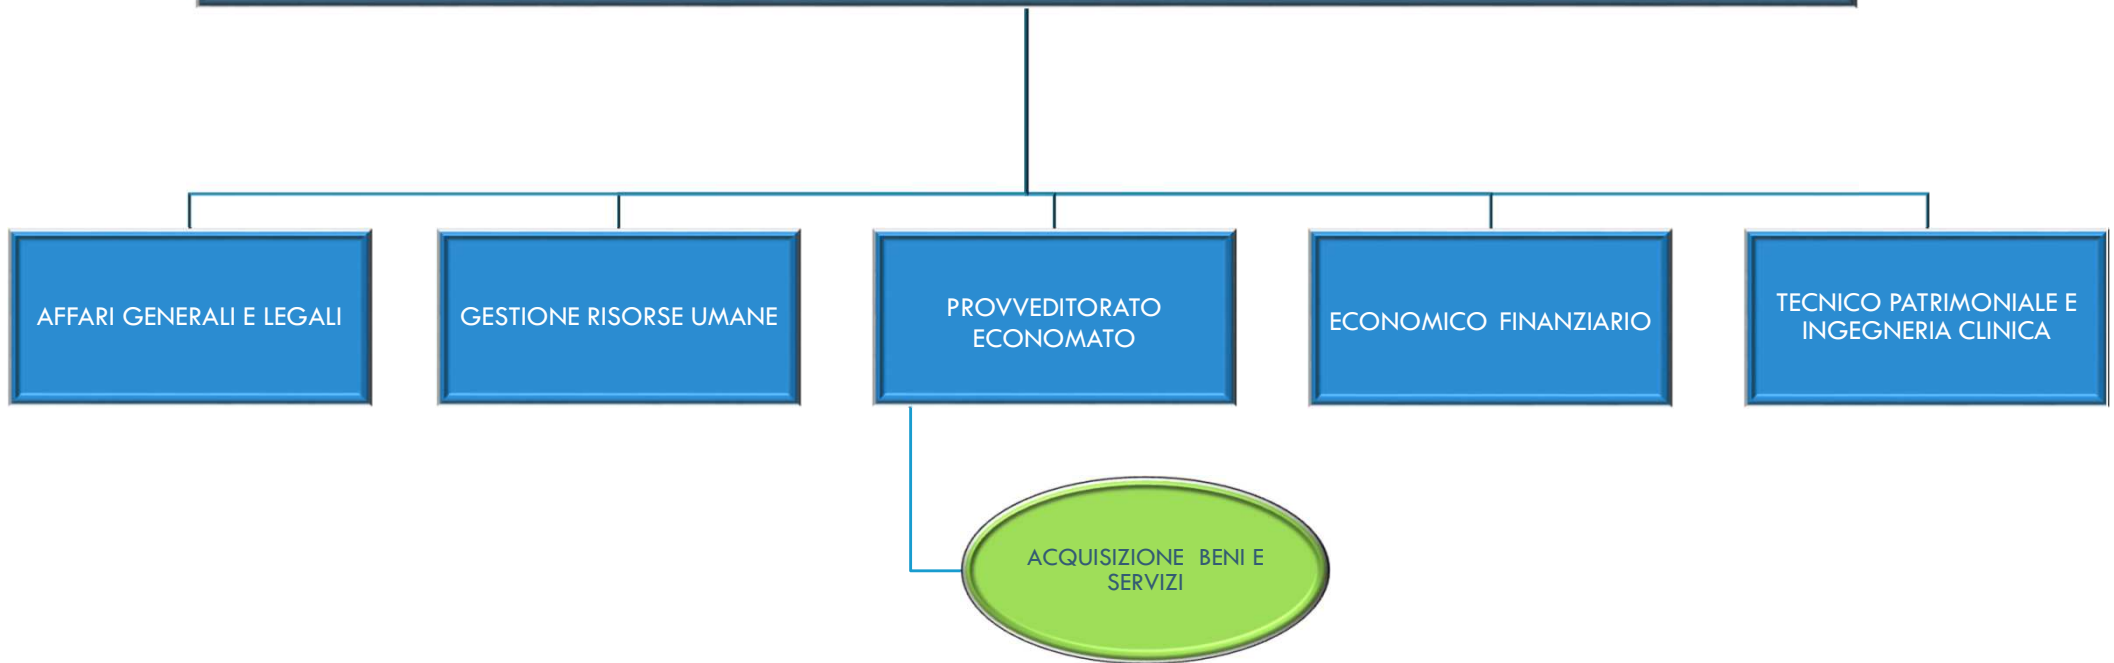 AFFARI GENERALI E LEGALI
GESTIONE RISORSE UMANE
PROVVEDITORATO
ECONOMATO
ECONOMICO FINANZIARIO
TECNICO PATRIMONIALE E
INGEGNERIA CLINICA
ACQUISIZIONE BENI E
SERVIZI